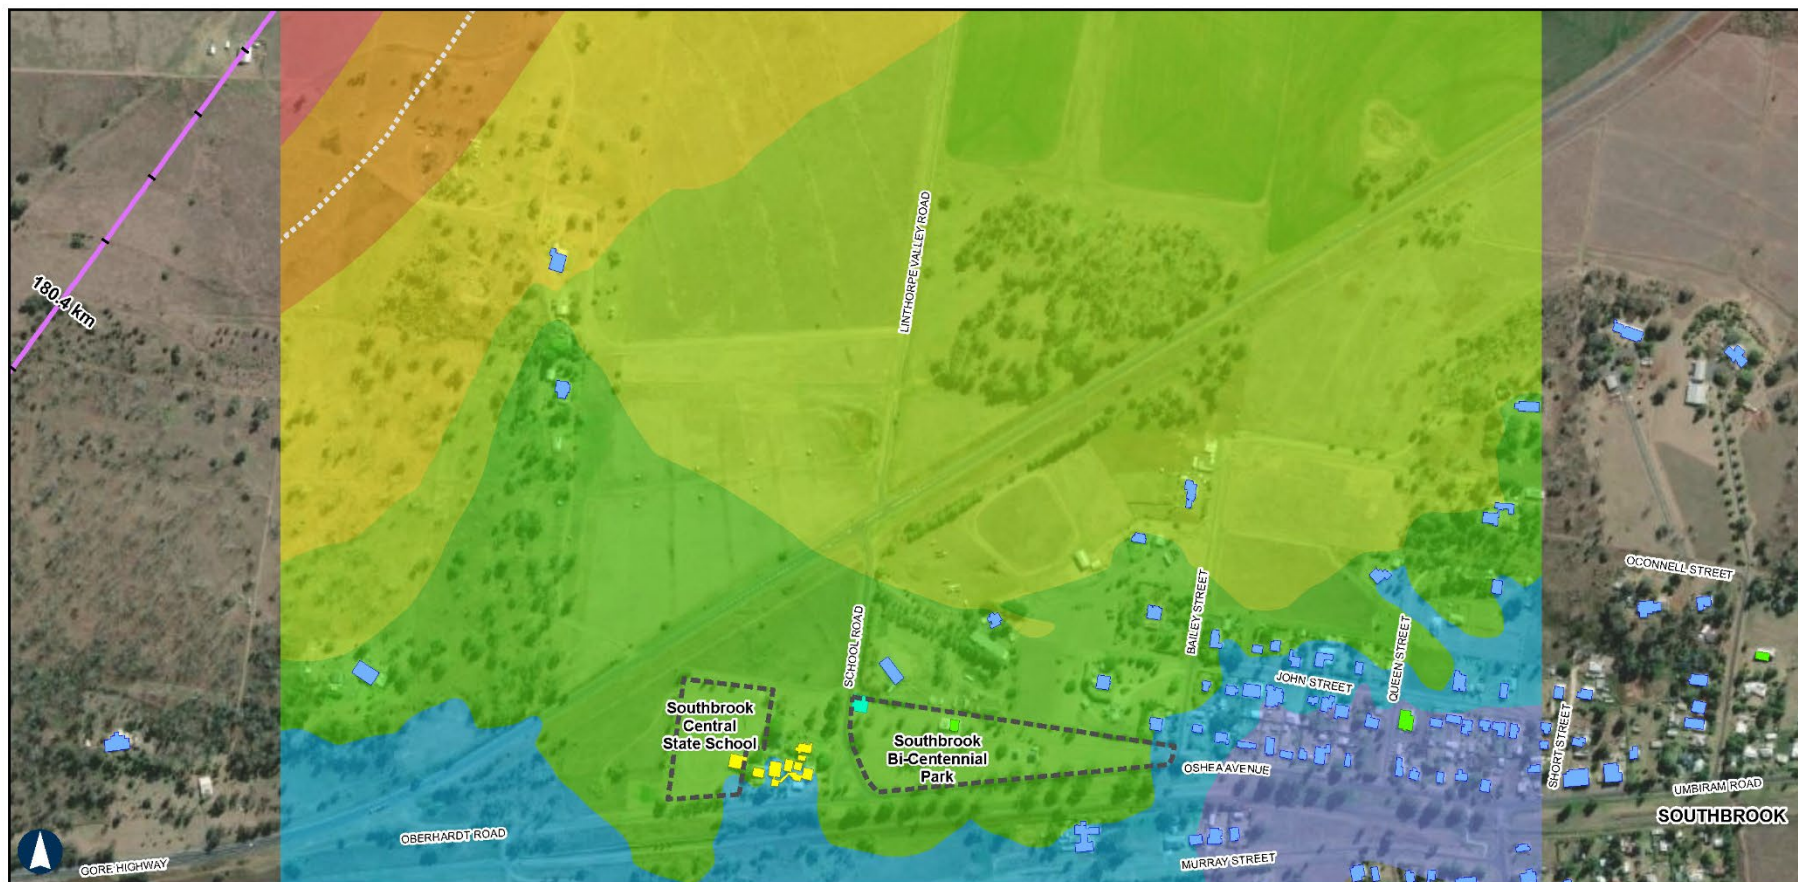 LINTHORPE VALLEY ROAD
180.4 km
OCONNELL STREET
BAILEY STREET
SCHOOL ROAD
QUEEN STREET
JOHN STREET
Southbrook
Central
State School
Southbrook
Bi-Centennial
Park
OSHEA AVENUE
SHORT STREET
UMBIRAM ROAD
SOUTHBROOK
OBERHARDT ROAD
MURRAY STREET
GORE HIGHWAY